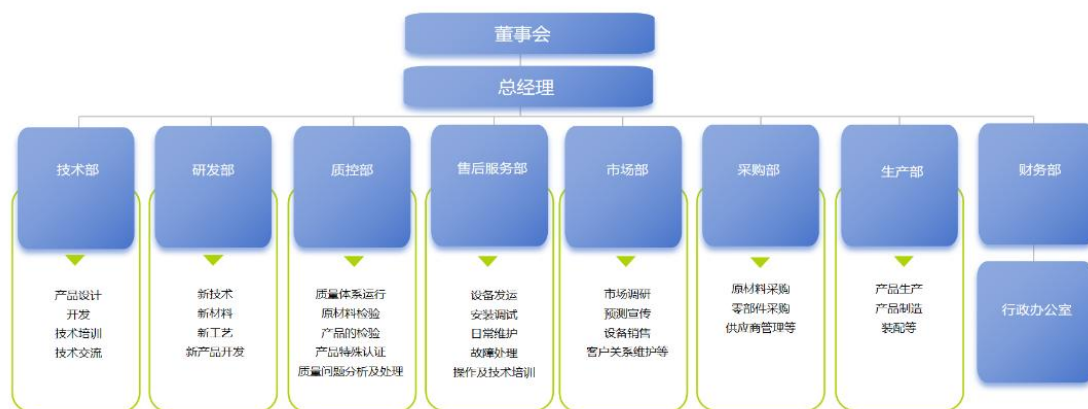 董事会
总经理
技术部
研发部
质控部
售后服务部
市场部
采购部
生产部
财务部
产品设计
开发
技术培训
技术交流
新技术
新材料
新工艺
新产品开发
质量体系运行
原材料检验
产品的检验
产品特殊认证
质量问题分析及处理
设备发运
安装调试
日常维护
故障处理
操作及技术培训
市场调研
预测宣传
设备销售
客户关系维护等
原材料采购
零部件采购
供应商管理等
产品生产
产品制造
装配等
行政办公室